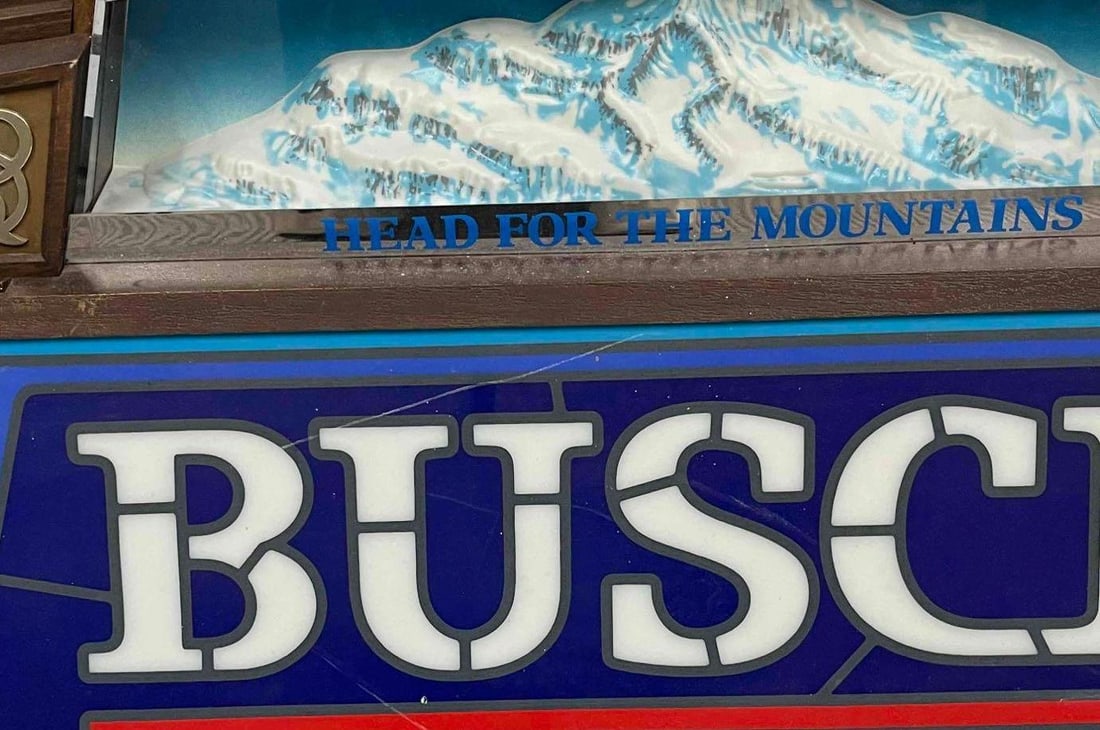 HEAD FOR THE MOUNTAINS
BUSC